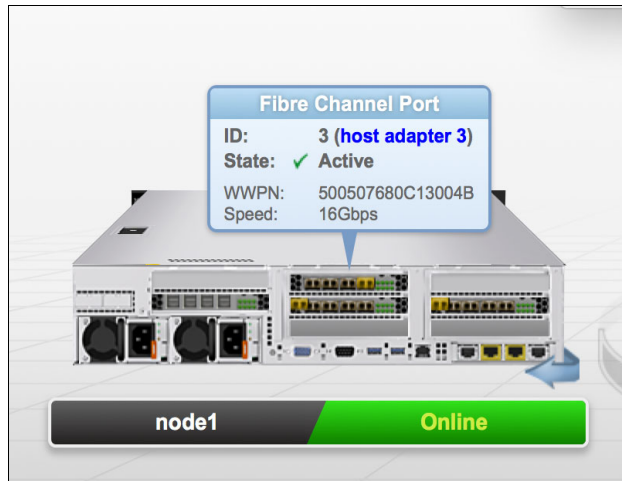 Fibre Channel Port
ID: 3 (host adapter 3)
State: ✓ Active
WWPN: 500507680C13004B
Speed: 16Gbps
node1 Online